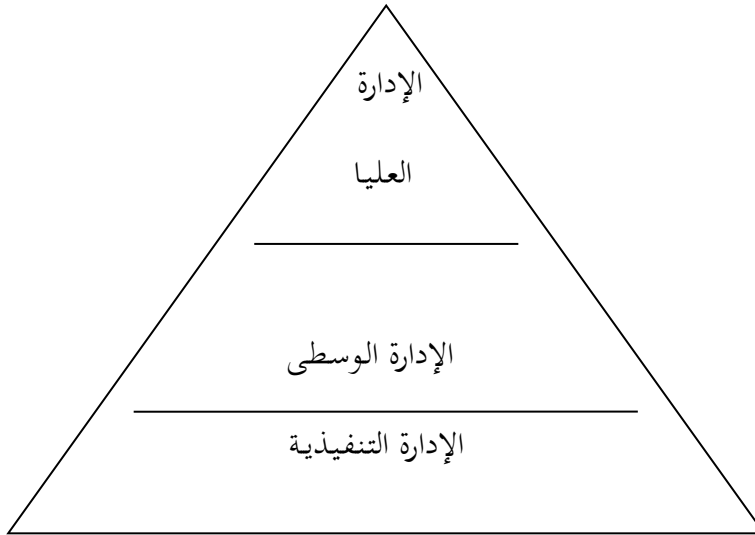 الإدارة
العليا
الإدارة الوسطى
الإدارة التنفيذية